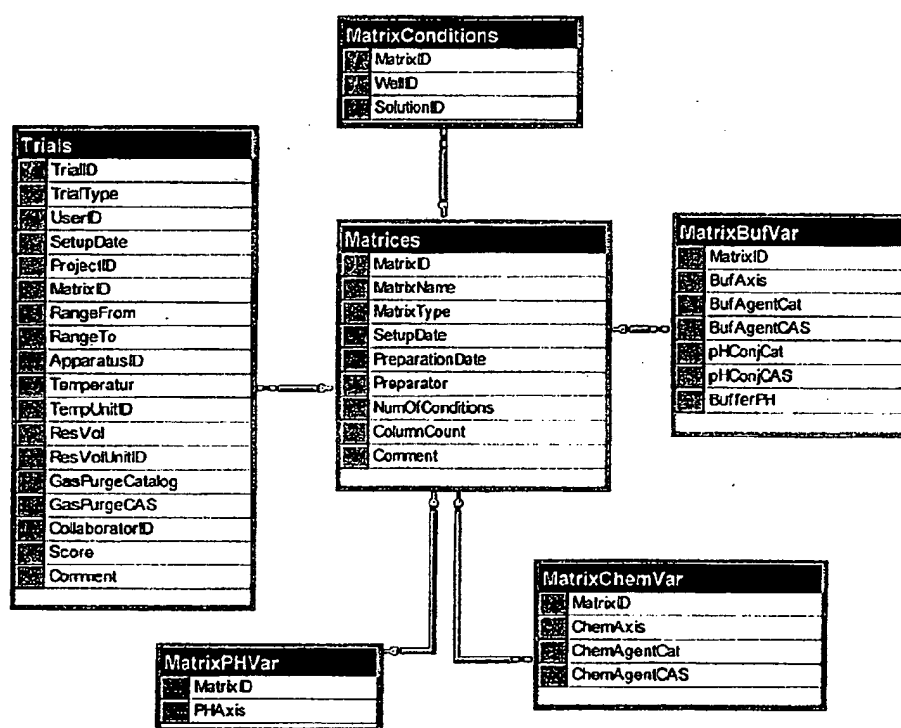 MatrixConditions
MatrixID
WellID
SolutionID
Trials
TrialID
TrialType
UserID
SetupDate
ProjectID
MatrixID
RangeFrom
RangeTo
ApparatusID
Temperatur
TempUnitID
ResVol
ResVolUnitID
GasPurgeCatalog
GasPurgeCAS
CollaboratorID
Score
Comment
Matrices
MatrixID
MatrixName
MatrixType
SetupDate
PreparationDate
Preparator
NumOfConditions
ColumnCount
Comment
MatrixBufVar
MatrixID
BufAxis
BufAgentCat
BufAgentCAS
pHConjCat
pHConjCAS
BufferPH
MatrixChemVar
MatrixID
ChemAxis
ChemAgentCat
ChemAgentCAS
MatrixPHVar
MatrixID
PHAxis